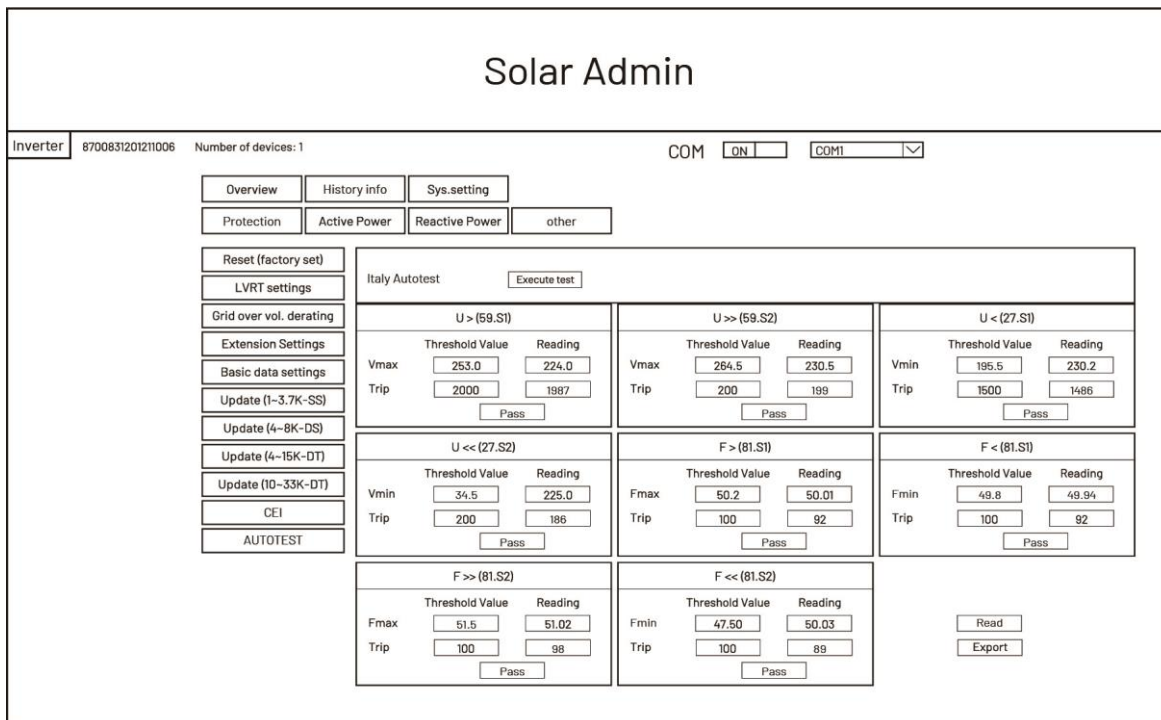 Solar Admin
Inverter 8700831201211006 Number of devices: 1 COM ON COM1
Overview History info Sys.setting
Protection Active Power Reactive Power other
Reset (factory set)
LVRT settings
Grid over vol. derating
Extension Settings
Basic data settings
Update (1~3.7K-SS)
Update (4~8K-DS)
Update (4~15K-DT)
Update (10~33K-DT)
CEI
AUTOTEST
Italy Autotest Execute test
U > (59.S1)
Threshold Value Reading
Vmax 253.0 224.0
Trip 2000 1987
Pass
U >> (59.S2)
Threshold Value Reading
Vmax 264.5 230.5
Trip 200 199
Pass
U < (27.S1)
Threshold Value Reading
Vmin 195.5 230.2
Trip 1500 1486
Pass
U << (27.S2)
Threshold Value Reading
Vmin 34.5 225.0
Trip 200 186
Pass
F > (81.S1)
Threshold Value Reading
Fmax 50.2 50.01
Trip 100 92
Pass
F < (81.S1)
Threshold Value Reading
Fmin 49.8 49.94
Trip 100 92
Pass
F >> (81.S2)
Threshold Value Reading
Fmax 51.5 51.02
Trip 100 98
Pass
F << (81.S2)
Threshold Value Reading
Fmin 47.50 50.03
Trip 100 89
Pass
Read
Export